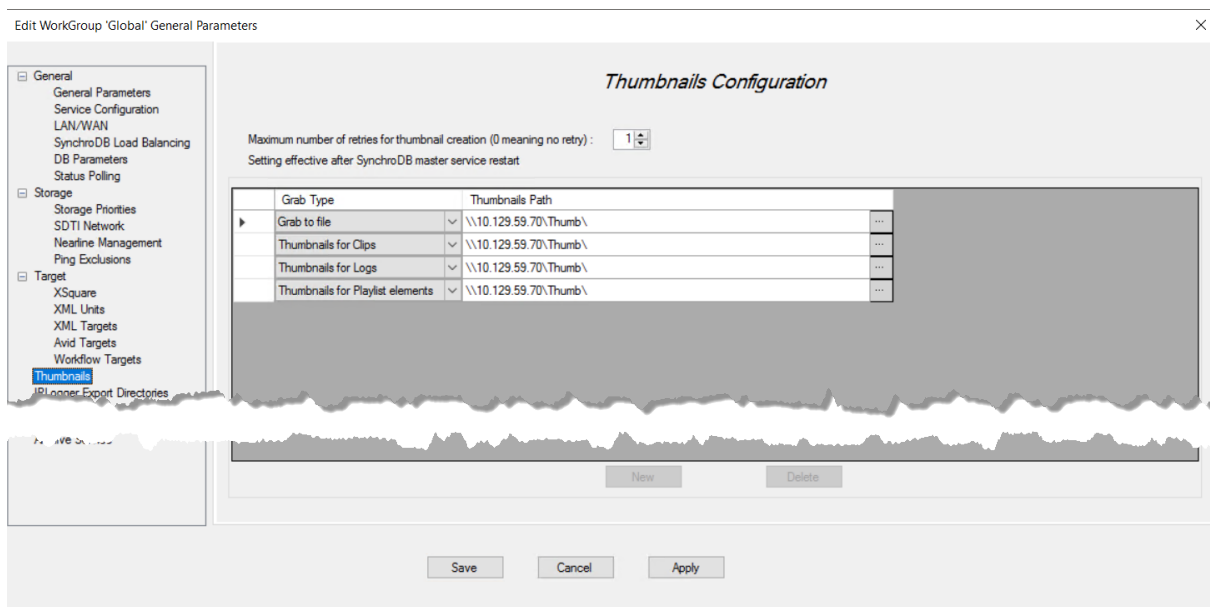 Edit WorkGroup 'Global' General Parameters
General
General Parameters
Service Configuration
LAN/WAN
SynchroDB Load Balancing
DB Parameters
Status Polling
Storage
Storage Priorities
SDTI Network
Nearline Management
Ping Exclusions
Target
XSquare
XML Units
XML Targets
Avid Targets
Workflow Targets
Thumbnails
IPLogger Export Directories
Thumbnails Configuration
Maximum number of retries for thumbnail creation (0 meaning no retry) : 1
Setting effective after SynchroDB master service restart
Grab Type Thumbnails Path
Grab to file \\10.129.59.70\Thumb\ ...
Thumbnails for Clips \\10.129.59.70\Thumb\ ...
Thumbnails for Logs \\10.129.59.70\Thumb\ ...
Thumbnails for Playlist elements \\10.129.59.70\Thumb\ ...
New Delete
Save Cancel Apply